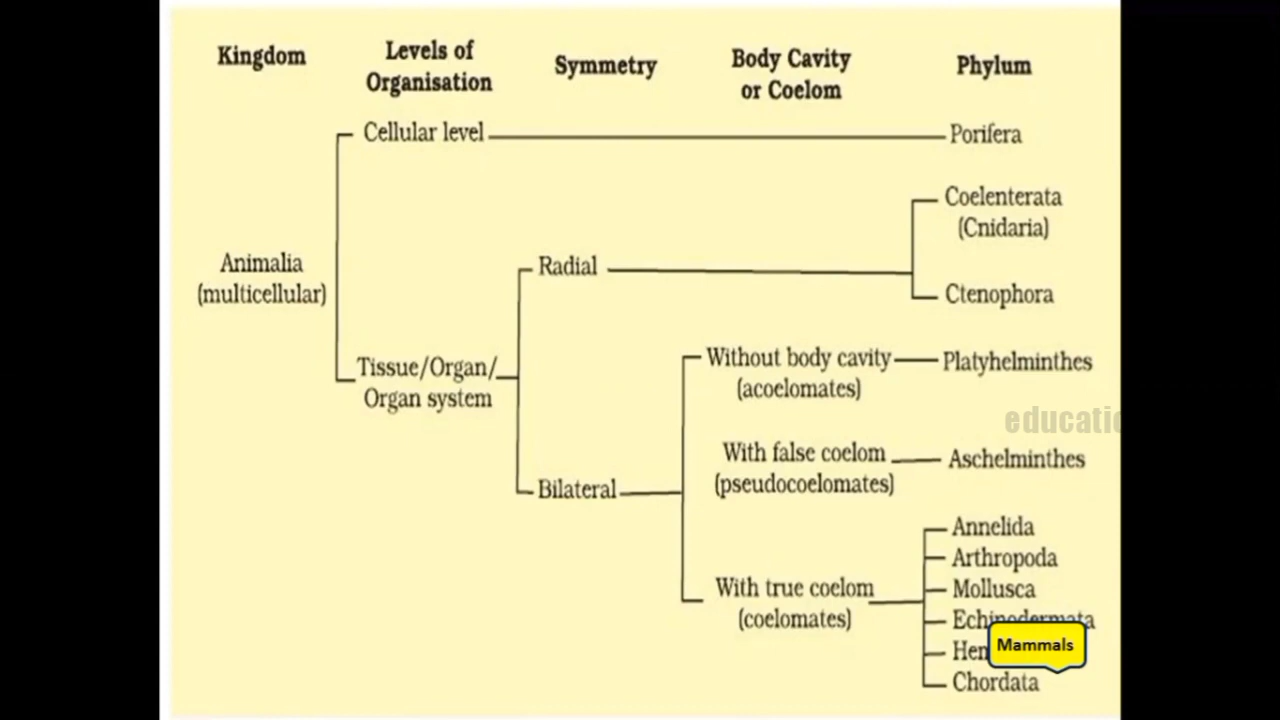 Kingdom
Levels of
Organisation
Symmetry
Body Cavity
or Coelom
Phylum
Cellular level
Porifera
Coelenterata
(Cnidaria)
Animalia
(multicellular)
Radial
Ctenophora
Tissue/Organ/
Organ system
Without body cavity
(acoelomates)
Platyhelminthes
With false coelom
(pseudocoelomates)
Aschelminthes
Bilateral
With true coelom
(coelomates)
Annelida
Arthropoda
Mollusca
Echinodermata
Mammals
Chordata